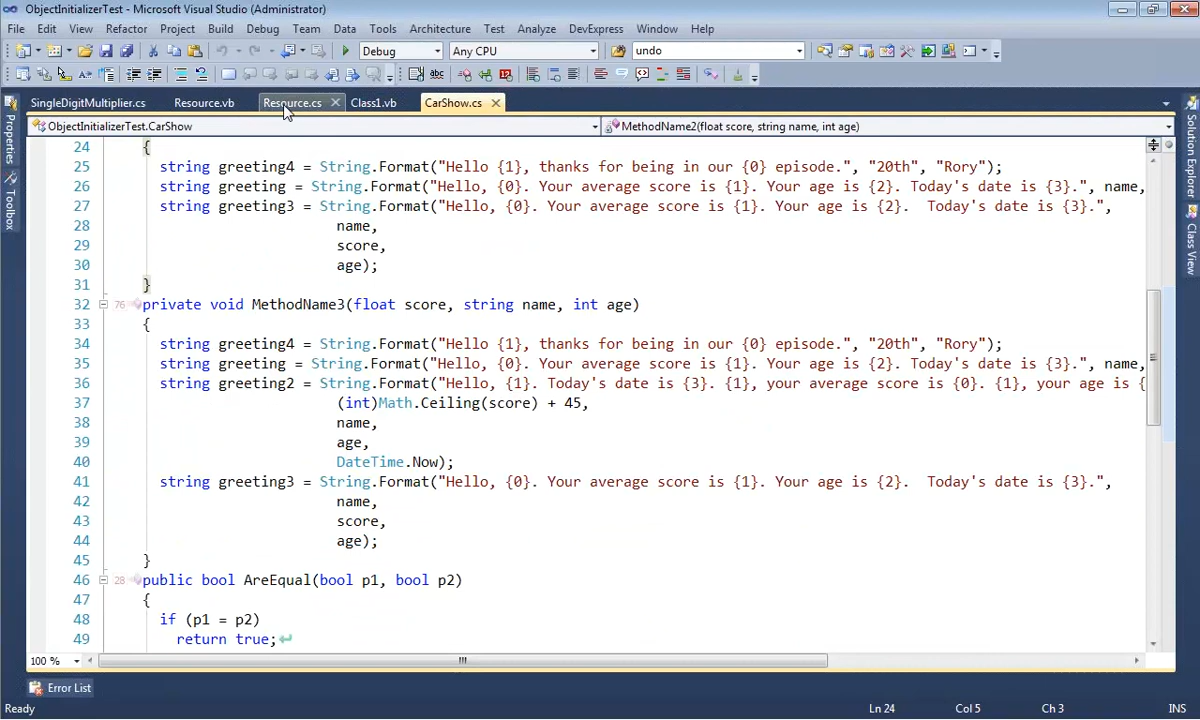 ObjectInitializerTest - Microsoft Visual Studio (Administrator)
File Edit View Refactor Project Build Debug Team Data Tools Architecture Test Analyze DevExpress Window Help
Debug Any CPU undo
SingleDigitMultiplier.cs Resource.vb Resource.cs Class1.vb CarShow.cs
ObjectInitializerTest.CarShow MethodName2(float score, string name, int age)
Properties
Toolbox
Solution Explorer
Class View
24 {
25 string greeting4 = String.Format("Hello {1}, thanks for being in our {0} episode.", "20th", "Rory");
26 string greeting = String.Format("Hello, {0}. Your average score is {1}. Your age is {2}. Today's date is {3}.", name,
27 string greeting3 = String.Format("Hello, {0}. Your average score is {1}. Your age is {2}.  Today's date is {3}.",
28 name,
29 score,
30 age);
31 }
32 76 private void MethodName3(float score, string name, int age)
33 {
34 string greeting4 = String.Format("Hello {1}, thanks for being in our {0} episode.", "20th", "Rory");
35 string greeting = String.Format("Hello, {0}. Your average score is {1}. Your age is {2}. Today's date is {3}.", name,
36 string greeting2 = String.Format("Hello, {1}. Today's date is {3}. {1}, your average score is {0}. {1}, your age is {
37 (int)Math.Ceiling(score) + 45,
38 name,
39 age,
40 DateTime.Now);
41 string greeting3 = String.Format("Hello, {0}. Your average score is {1}. Your age is {2}.  Today's date is {3}.",
42 name,
43 score,
44 age);
45 }
46 28 public bool AreEqual(bool p1, bool p2)
47 {
48 if (p1 = p2)
49 return true;
100 %
Error List
Ready Ln 24 Col 5 Ch 3 INS